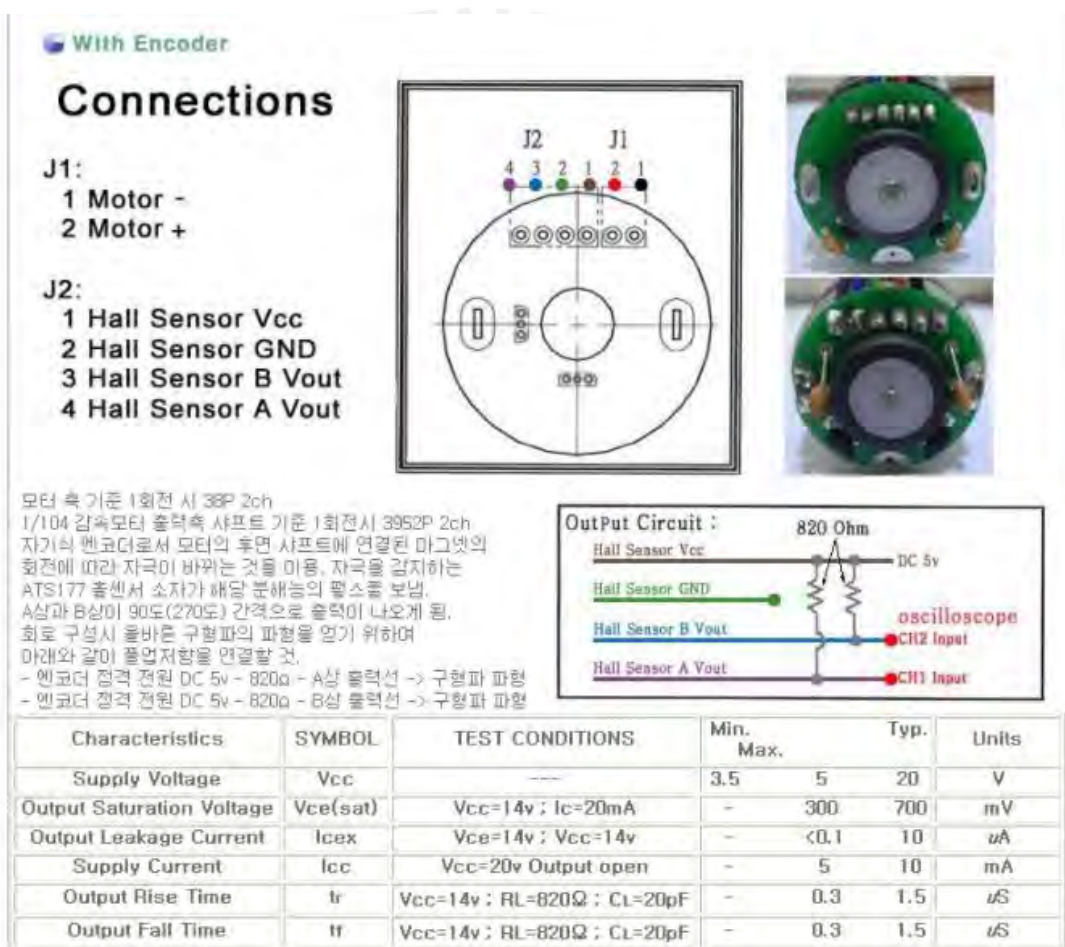 With Encoder
Connections
J1:
1 Motor -
2 Motor +
J2:
1 Hall Sensor Vcc
2 Hall Sensor GND
3 Hall Sensor B Vout
4 Hall Sensor A Vout
J2 J1
4 3 2 1 2 1
모터 축 기준 1회전 시 38P 2ch
1/104 감속모터 출력축 샤프트 기준 1회전시 3952P 2ch
자기식 엔코더로서 모터의 후면 샤프트에 연결된 마그넷의
회전에 따라 자극이 바뀌는 것을 이용, 자극을 감지하는
ATS177 홀센서 소자가 해당 분해능의 펄스를 보냄.
A상과 B상이 90도(270도) 간격으로 출력이 나오게 됨.
회로 구성시 올바른 구형파의 파형을 얻기 위하여
아래와 같이 풀업저항을 연결할 것.
- 엔코더 정격 전원 DC 5v - 820Ω - A상 출력선 -> 구형파 파형
- 엔코더 정격 전원 DC 5v - 820Ω - B상 출력선 -> 구형파 파형
OutPut Circuit :
820 Ohm
Hall Sensor Vcc
DC 5v
Hall Sensor GND
oscilloscope
Hall Sensor B Vout
CH2 Input
Hall Sensor A Vout
CH1 Input
Characteristics SYMBOL TEST CONDITIONS Min. Typ. Max. Units
Supply Voltage Vcc --- 3.5 5 20 V
Output Saturation Voltage Vce(sat) Vcc=14v ; Ic=20mA - 300 700 mV
Output Leakage Current Icex Vce=14v ; Vcc=14v - <0.1 10 uA
Supply Current Icc Vcc=20v Output open - 5 10 mA
Output Rise Time tr Vcc=14v ; RL=820Ω ; CL=20pF - 0.3 1.5 uS
Output Fall Time tf Vcc=14v ; RL=820Ω ; CL=20pF - 0.3 1.5 uS